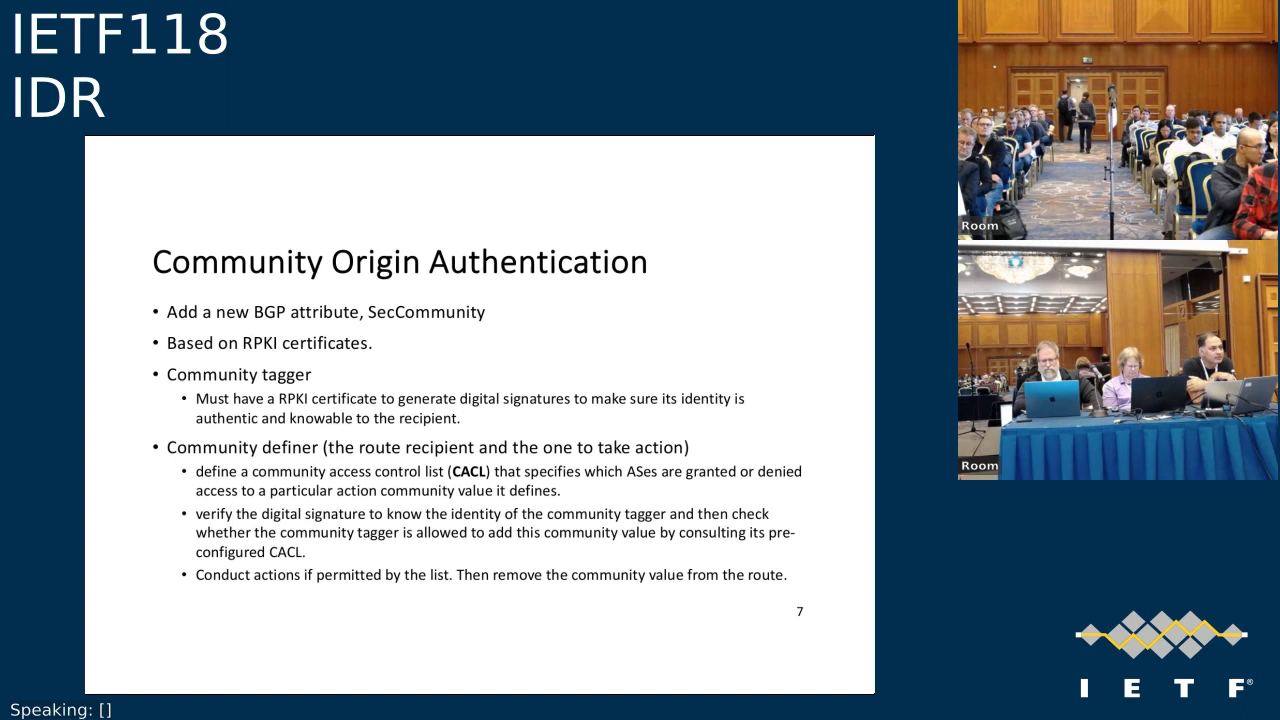 IETF118
IDR
Community Origin Authentication
• Add a new BGP attribute, SecCommunity
• Based on RPKI certificates.
• Community tagger
• Must have a RPKI certificate to generate digital signatures to make sure its identity is
authentic and knowable to the recipient.
• Community definer (the route recipient and the one to take action)
• define a community access control list (CACL) that specifies which ASes are granted or denied
access to a particular action community value it defines.
• verify the digital signature to know the identity of the community tagger and then check
whether the community tagger is allowed to add this community value by consulting its pre-
configured CACL.
• Conduct actions if permitted by the list. Then remove the community value from the route.
7
Room
Room
I E T F®
Speaking: []